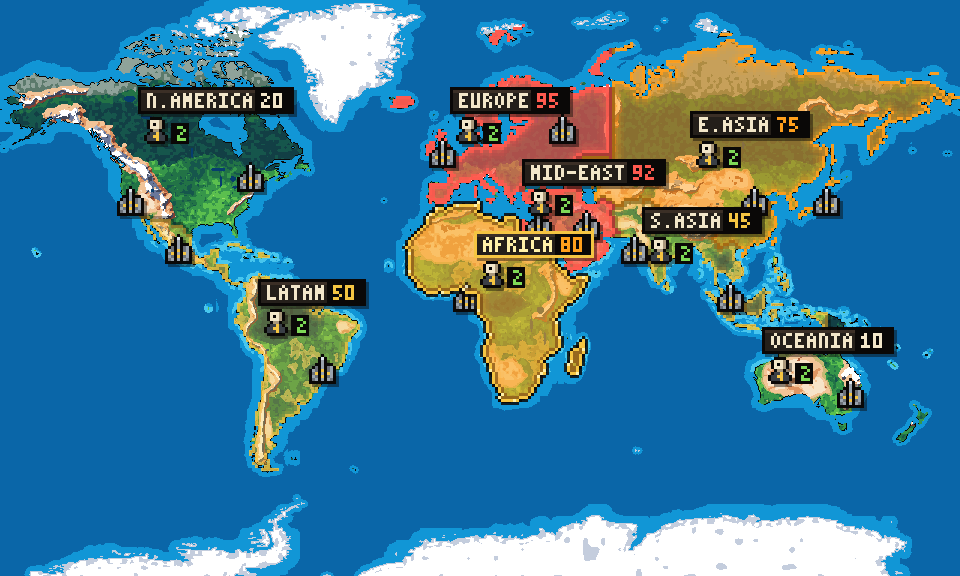 N.AMERICA 20
2
EUROPE 95
2
E.ASIA 75
2
MID-EAST 92
2
S.ASIA 45
2
AFRICA 80
2
LATAM 50
2
OCEANIA 10
2